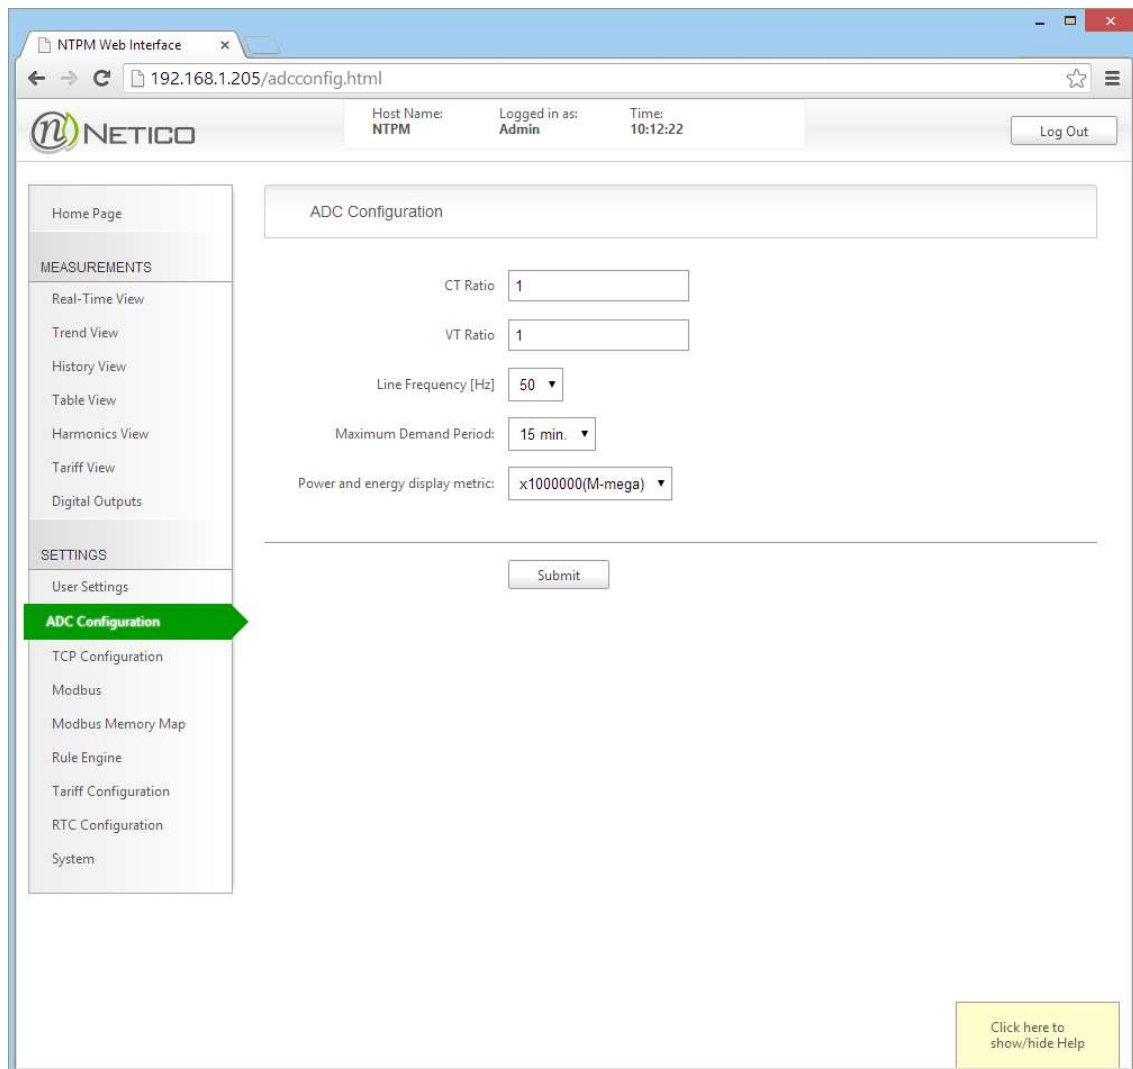 NTPM Web Interface
192.168.1.205/adcconfig.html
NETICO
Host Name: Logged in as: Time:
NTPM Admin 10:12:22
Log Out
Home Page
MEASUREMENTS
Real-Time View
Trend View
History View
Table View
Harmonics View
Tariff View
Digital Outputs
SETTINGS
User Settings
ADC Configuration
TCP Configuration
Modbus
Modbus Memory Map
Rule Engine
Tariff Configuration
RTC Configuration
System
ADC Configuration
CT Ratio 1
VT Ratio 1
Line Frequency [Hz] 50
Maximum Demand Period: 15 min.
Power and energy display metric: x1000000(M-mega)
Submit
Click here to
show/hide Help